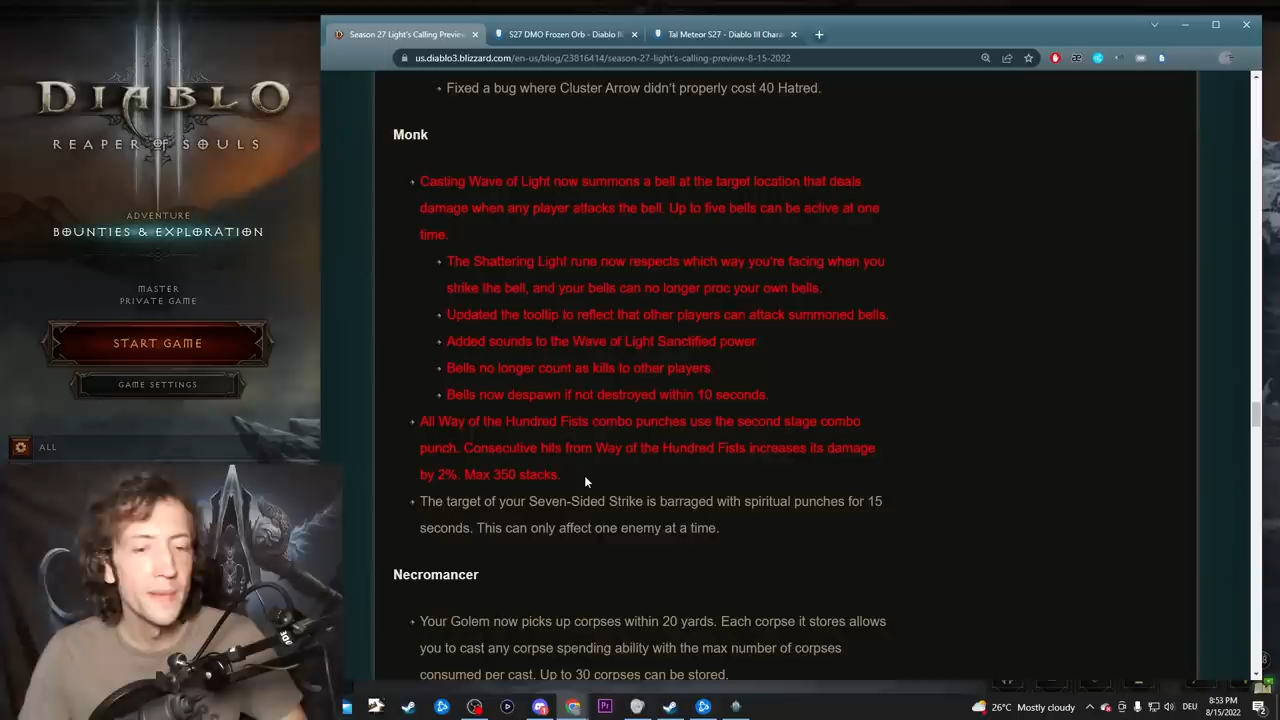 DIABLO
REAPER OF SOULS
ADVENTURE
BOUNTIES & EXPLORATION
MASTER
PRIVATE GAME
START GAME
GAME SETTINGS
ALL
Season 27 Light's Calling Preview
S27 DMO Frozen Orb - Diablo II
Tal Meteor S27 - Diablo III Chara
us.diablo3.blizzard.com/en-us/blog/23816414/season-27-light's-calling-preview-8-15-2022
Fixed a bug where Cluster Arrow didn't properly cost 40 Hatred.
Monk
Casting Wave of Light now summons a bell at the target location that deals
damage when any player attacks the bell. Up to five bells can be active at one
time.
The Shattering Light rune now respects which way you're facing when you
strike the bell, and your bells can no longer proc your own bells.
Updated the tooltip to reflect that other players can attack summoned bells.
Added sounds to the Wave of Light Sanctified power
Bells no longer count as kills to other players
Bells now despawn if not destroyed within 10 seconds.
All Way of the Hundred Fists combo punches use the second stage combo
punch. Consecutive hits from Way of the Hundred Fists increases its damage
by 2%. Max 350 stacks.
The target of your Seven-Sided Strike is barraged with spiritual punches for 15
seconds. This can only affect one enemy at a time.
Necromancer
Your Golem now picks up corpses within 20 yards. Each corpse it stores allows
you to cast any corpse spending ability with the max number of corpses
consumed per cast. Up to 30 corpses can be stored.
26°C Mostly cloudy
8:53 PM
8/15/2022